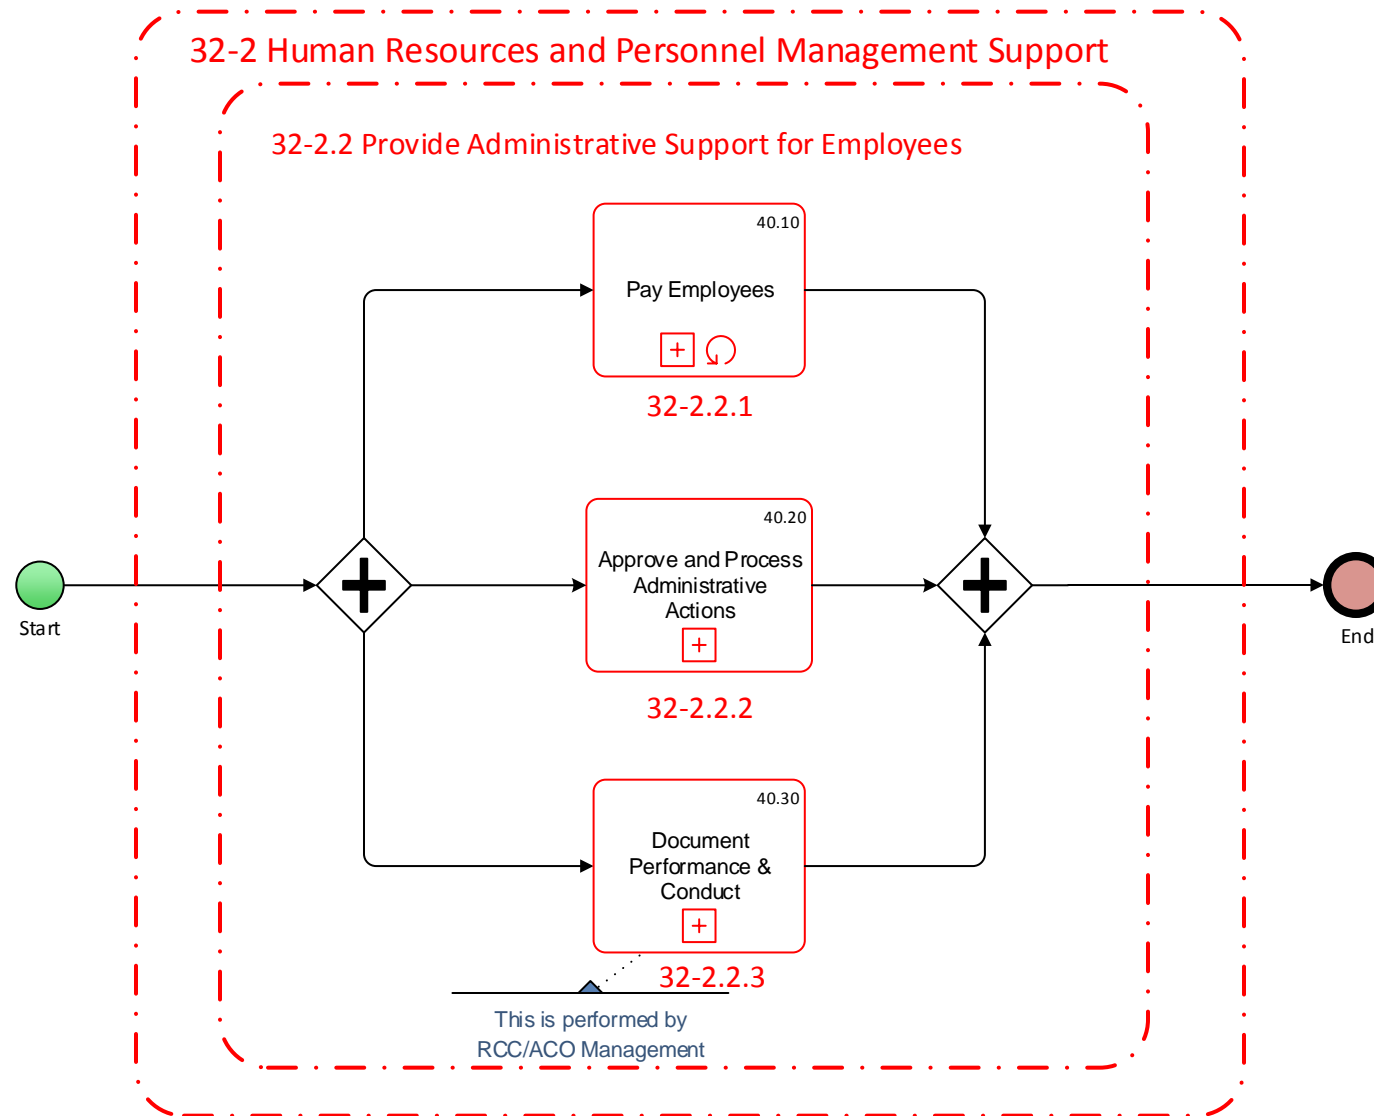 32-2 Human Resources and Personnel Management Support
32-2.2 Provide Administrative Support for Employees
40.10
Pay Employees
32-2.2.1
40.20
Approve and Process
Administrative
Actions
32-2.2.2
Start
End
40.30
Document
Performance &
Conduct
32-2.2.3
This is performed by
RCC/ACO Management